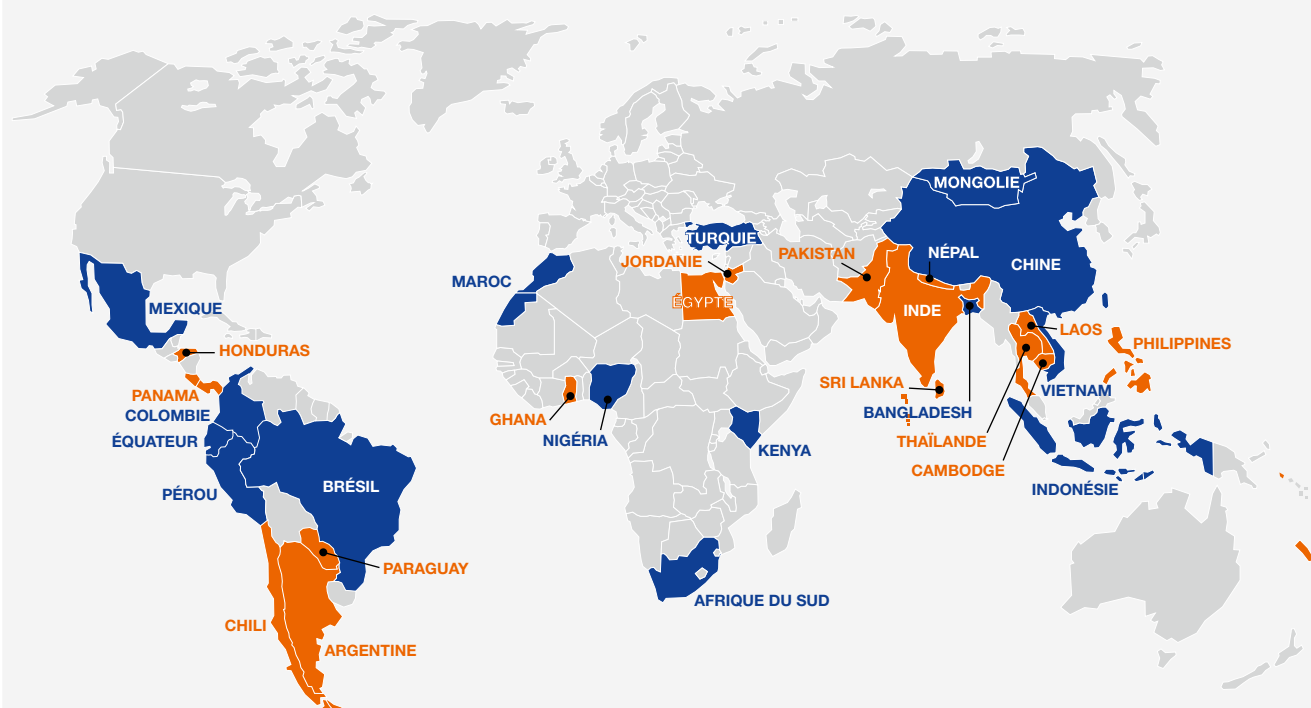 MONGOLIE
TURQUIE
JORDANIE
PAKISTAN
NÉPAL
CHINE
MAROC
ÉGYPTE
INDE
MEXIQUE
LAOS
PHILIPPINES
HONDURAS
SRI LANKA
VIETNAM
PANAMA
COLOMBIE
GHANA
BANGLADESH
ÉQUATEUR
NIGÉRIA
KENYA
THAÏLANDE
CAMBODGE
PÉROU
BRÉSIL
INDONÉSIE
PARAGUAY
AFRIQUE DU SUD
CHILI
ARGENTINE